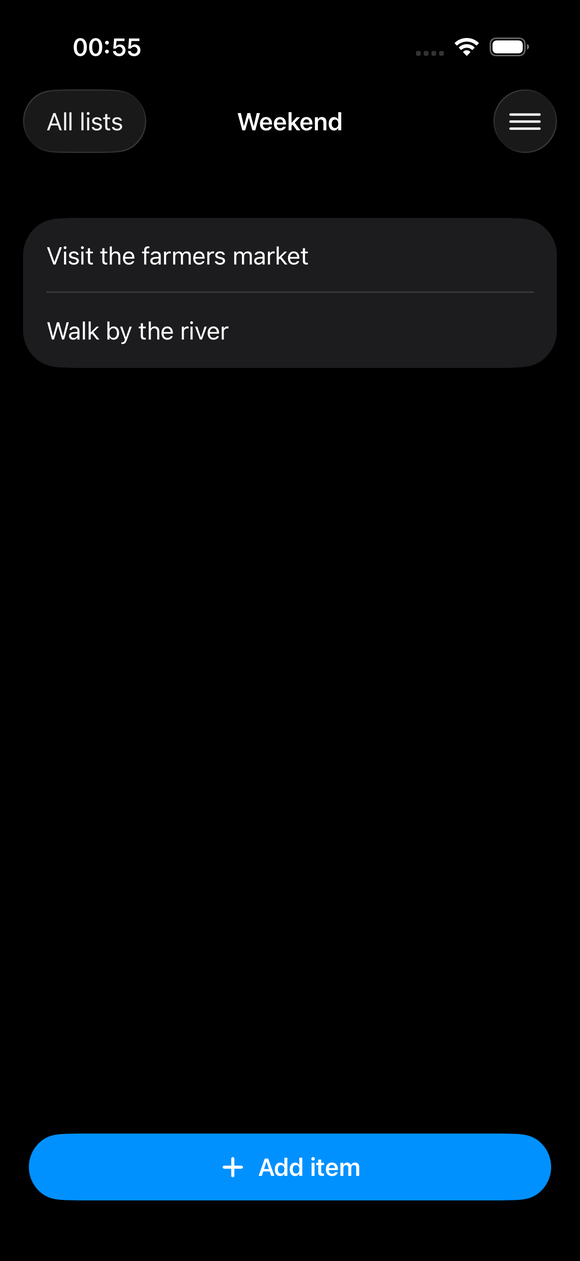 00:55
All lists
Weekend
Visit the farmers market
Walk by the river
Add item